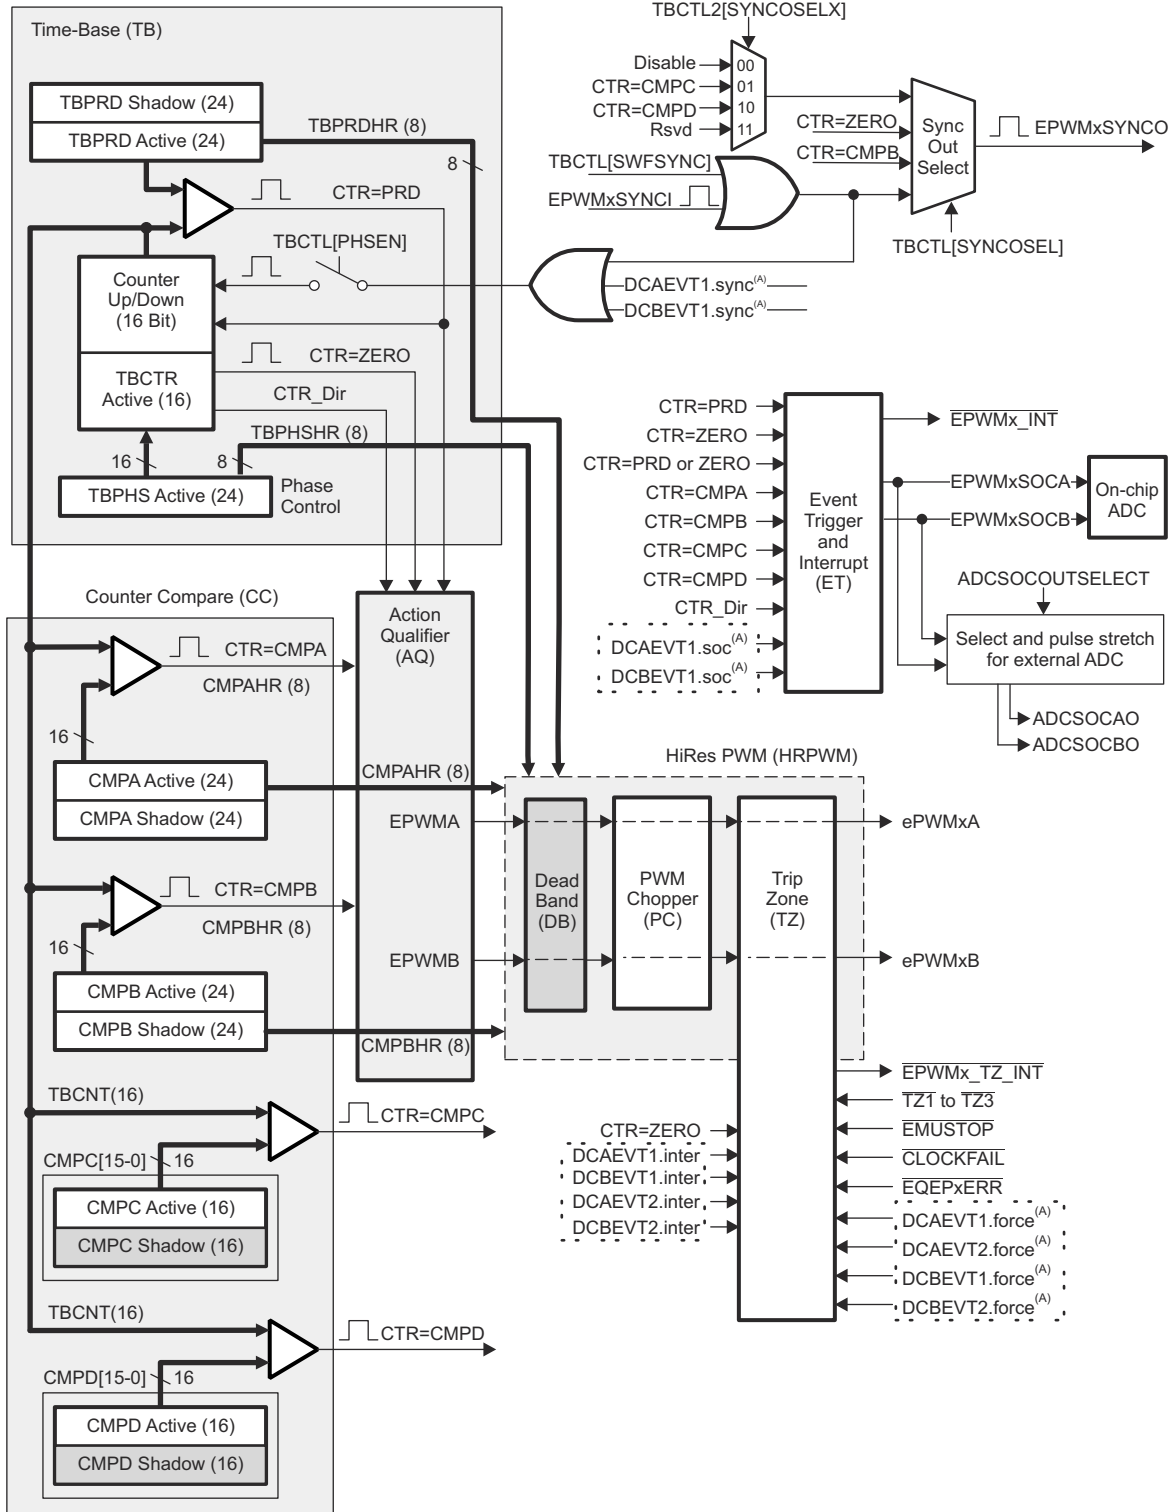 TBCTL2[SYNCOSELX]
Time-Base (TB)
Disable
00
CTR=CMPC
01
CTR=CMPD
10
Rsvd
11
TBPRD Shadow (24)
TBPRD Active (24)
TBPRDHR (8)
8
CTR=ZERO
CTR=CMPB
Sync
Out
Select
EPWMxSYNCO
TBCTL[SWFSYNC]
EPWMxSYNCI
TBCTL[SYNCOSEL]
CTR=PRD
TBCTL[PHSEN]
DCAEVT1.sync(A)
DCBEVT1.sync(A)
Counter
Up/Down
(16 Bit)
TBCTR
Active (16)
CTR=ZERO
CTR_Dir
TBPHSHR (8)
16
8
TBPHS Active (24)
Phase
Control
CTR=PRD
CTR=ZERO
CTR=PRD or ZERO
CTR=CMPA
CTR=CMPB
CTR=CMPC
CTR=CMPD
CTR_Dir
DCAEVT1.soc(A)
DCBEVT1.soc(A)
Event
Trigger
and
Interrupt
(ET)
EPWMx_INT
EPWMxSOCA
EPWMxSOCB
On-chip
ADC
ADCSOCOUTSELECT
Select and pulse stretch
for external ADC
ADCSOCAO
ADCSOCBO
Counter Compare (CC)
Action
Qualifier
(AQ)
CTR=CMPA
CMPAHR (8)
16
CMPA Active (24)
CMPA Shadow (24)
CMPAHR (8)
HiRes PWM (HRPWM)
EPWMA
ePWMxA
CTR=CMPB
CMPBHR (8)
16
Dead
Band
(DB)
PWM
Chopper
(PC)
Trip
Zone
(TZ)
EPWMB
ePWMxB
CMPB Active (24)
CMPB Shadow (24)
CMPBHR (8)
TBCNT(16)
CTR=CMPC
CMPC[15-0]
16
CMPC Active (16)
CMPC Shadow (16)
EPWMx_TZ_INT
TZ1 to TZ3
EMUSTOP
CLOCKFAIL
EQEPxERR
DCAEVT1.force(A)
DCAEVT2.force(A)
DCBEVT1.force(A)
DCBEVT2.force(A)
CTR=ZERO
DCAEVT1.inter
DCBEVT1.inter
DCAEVT2.inter
DCBEVT2.inter
TBCNT(16)
CTR=CMPD
CMPD[15-0]
16
CMPD Active (16)
CMPD Shadow (16)